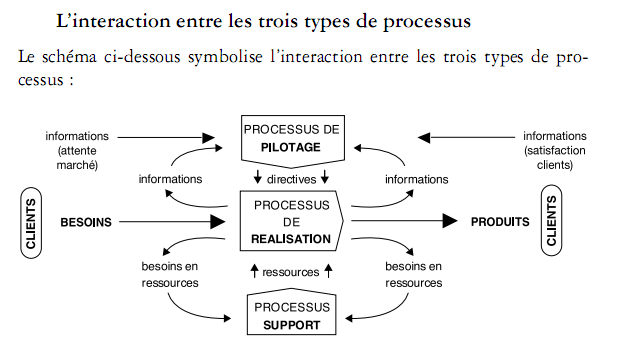 L'interaction entre les trois types de processus
Le schéma ci-dessous symbolise l'interaction entre les trois types de pro-
cessus :
informations
(attente
marché)
PROCESSUS DE
PILOTAGE
informations
(satisfaction
clients)
informations
directives
informations
CLIENTS
BESOINS
PROCESSUS
DE
REALISATION
PRODUITS
CLIENTS
besoins en
ressources
ressources
besoins en
ressources
PROCESSUS
SUPPORT